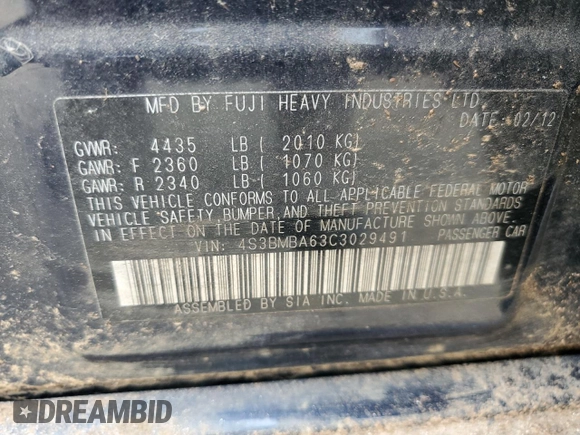 MFD BY FUJI HEAVY INDUSTRIES LTD.
DATE 02/12
GVWR: 4435 LB ( 2010 KG)
GAWR: F 2360 LB ( 1070 KG)
GAWR: R 2340 LB ( 1060 KG)
THIS VEHICLE CONFORMS TO ALL APPLICABLE FEDERAL MOTOR
VEHICLE SAFETY, BUMPER, AND THEFT PREVENTION STANDARDS
IN EFFECT ON THE DATE OF MANUFACTURE SHOWN ABOVE.
VIN: 4S3BMBA63C3029491 PASSENGER CAR
ASSEMBLED BY SIA INC. MADE IN U.S.A.
DREAMBID